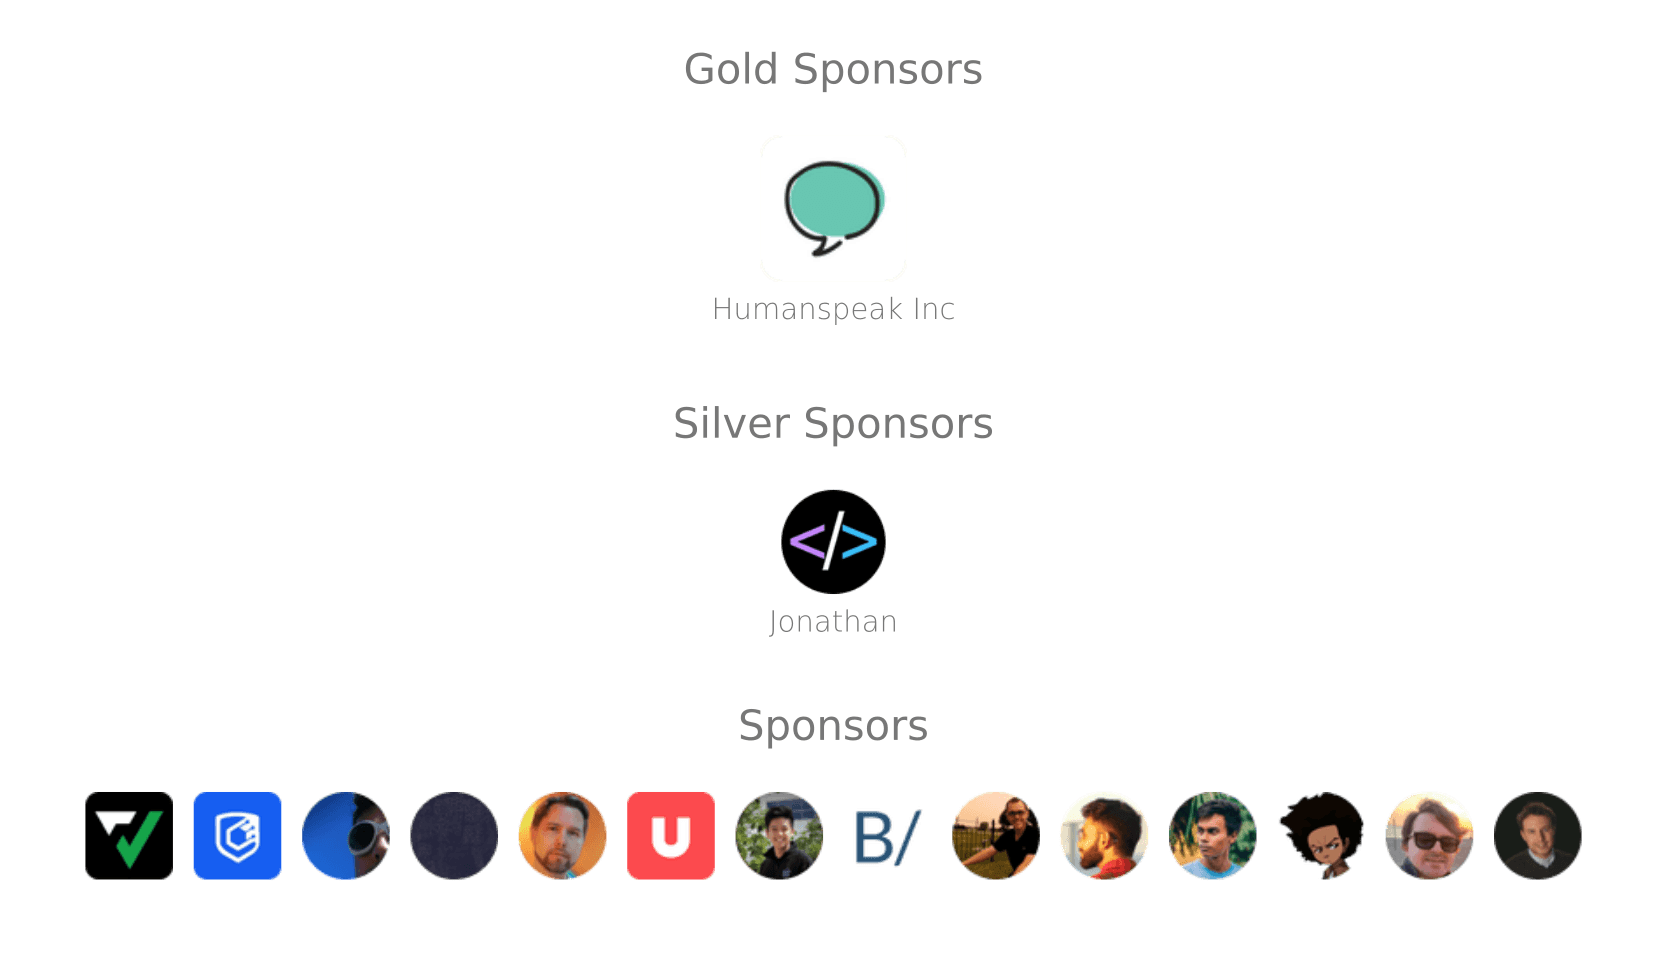 Gold Sponsors
Humanspeak Inc
Silver Sponsors
</>
Jonathan
Sponsors
U
B/